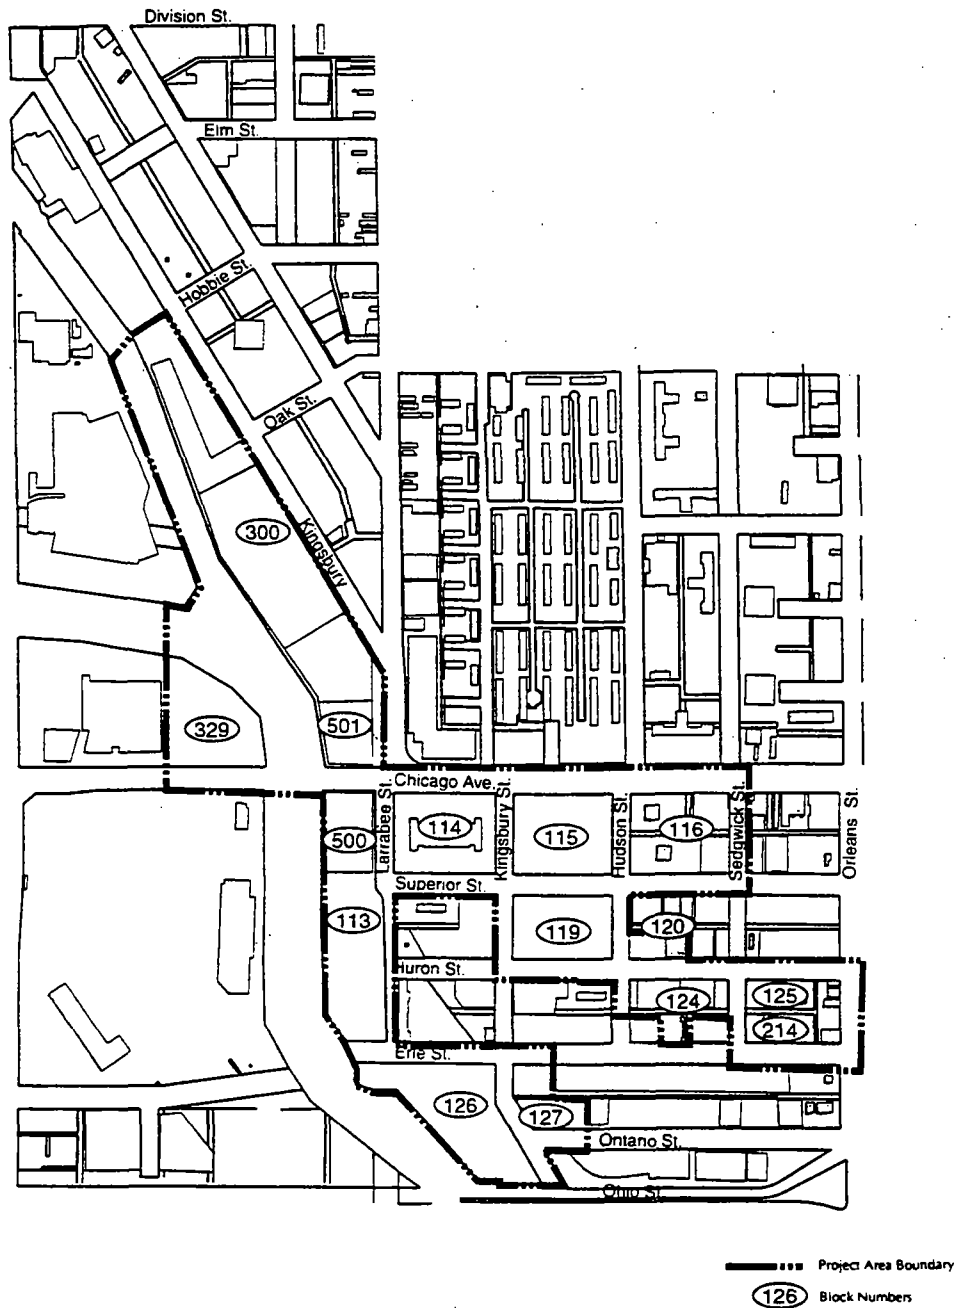 Division St.
Elm St.
Hobbie St.
Oak St.
300
Kingsbury
329
501
Chicago Ave.
Larrabee St.
Kingsbury St.
Hudson St.
Sedgwick St.
Orleans St.
500
114
115
116
Superior St.
113
119
120
Huron St.
124
125
214
Erie St.
126
127
Ontano St.
Ohio St.
Project Area Boundary
126 Block Numbers